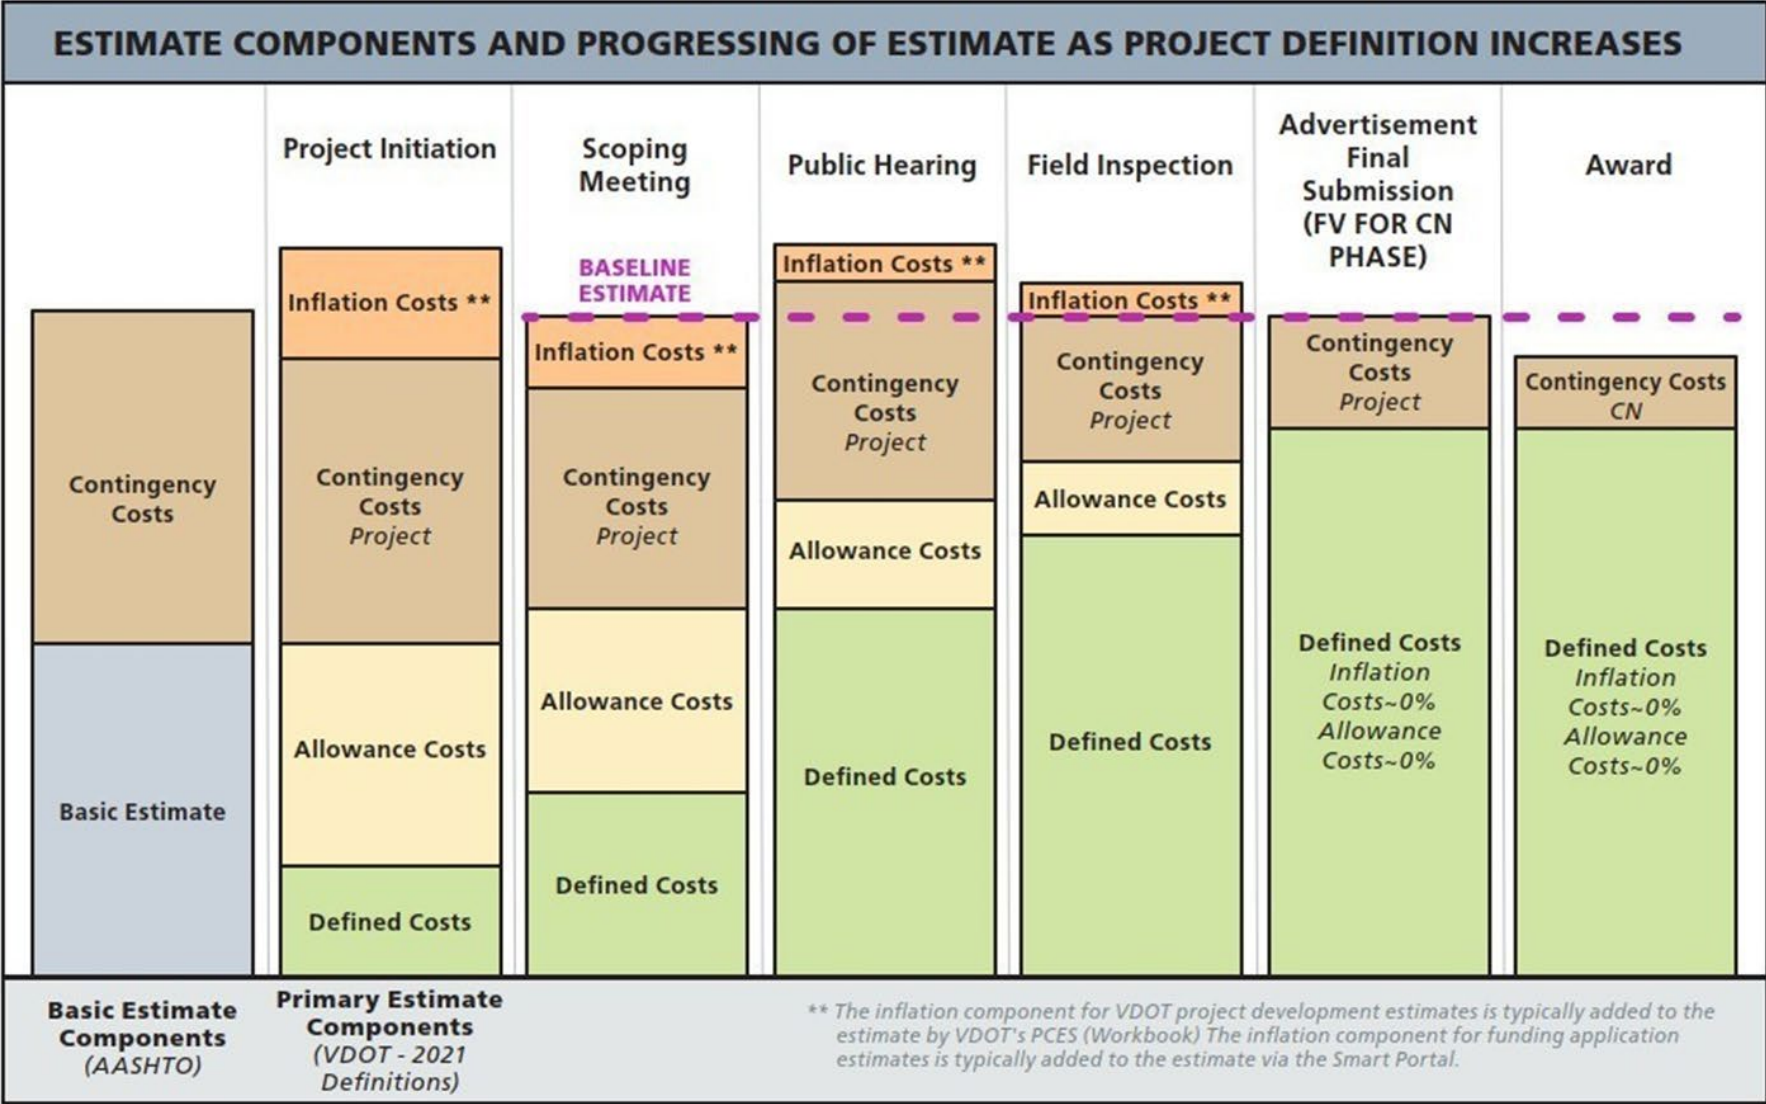 ESTIMATE COMPONENTS AND PROGRESSING OF ESTIMATE AS PROJECT DEFINITION INCREASES
Contingency
Costs
Basic Estimate
Basic Estimate
Components
(AASHTO)
Project Initiation
Inflation Costs **
Contingency
Costs
Project
Allowance Costs
Defined Costs
Primary Estimate
Components
(VDOT - 2021
Definitions)
Scoping
Meeting
BASELINE
ESTIMATE
Inflation Costs **
Contingency
Costs
Project
Allowance Costs
Defined Costs
Public Hearing
Inflation Costs **
Contingency
Costs
Project
Allowance Costs
Defined Costs
Field Inspection
Inflation Costs **
Contingency
Costs
Project
Allowance Costs
Defined Costs
Advertisement
Final
Submission
(FV FOR CN
PHASE)
Contingency
Costs
Project
Defined Costs
Inflation
Costs~0%
Allowance
Costs~0%
Award
Contingency Costs
CN
Defined Costs
Inflation
Costs~0%
Allowance
Costs~0%
** The inflation component for VDOT project development estimates is typically added to the
estimate by VDOT's PCES (Workbook) The inflation component for funding application
estimates is typically added to the estimate via the Smart Portal.